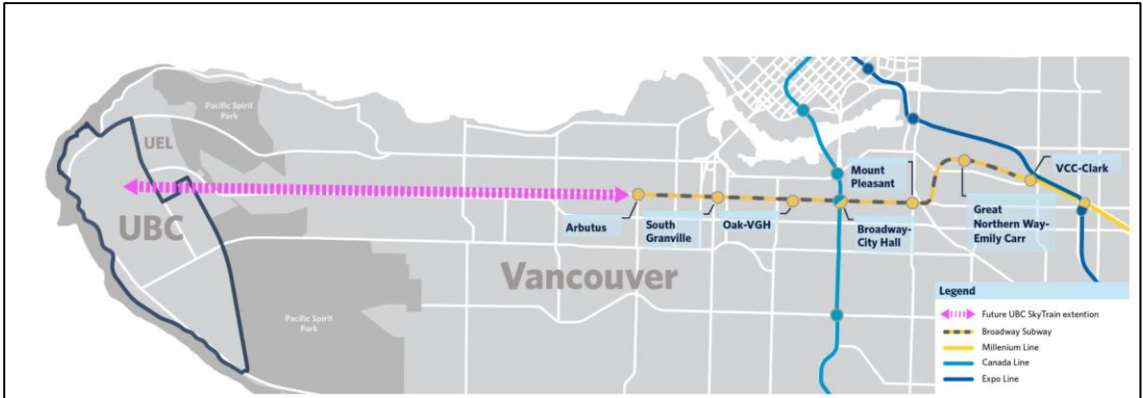 Pacific Spirit
Park
UEL
UBC
Pacific Spirit
Park
Vancouver
Arbutus
South
Granville
Oak-VGH
Mount
Pleasant
Broadway-
City Hall
Great
Northern Way-
Emily Carr
VCC-Clark
Legend
Future UBC SkyTrain extention
Broadway Subway
Millenium Line
Canada Line
Expo Line